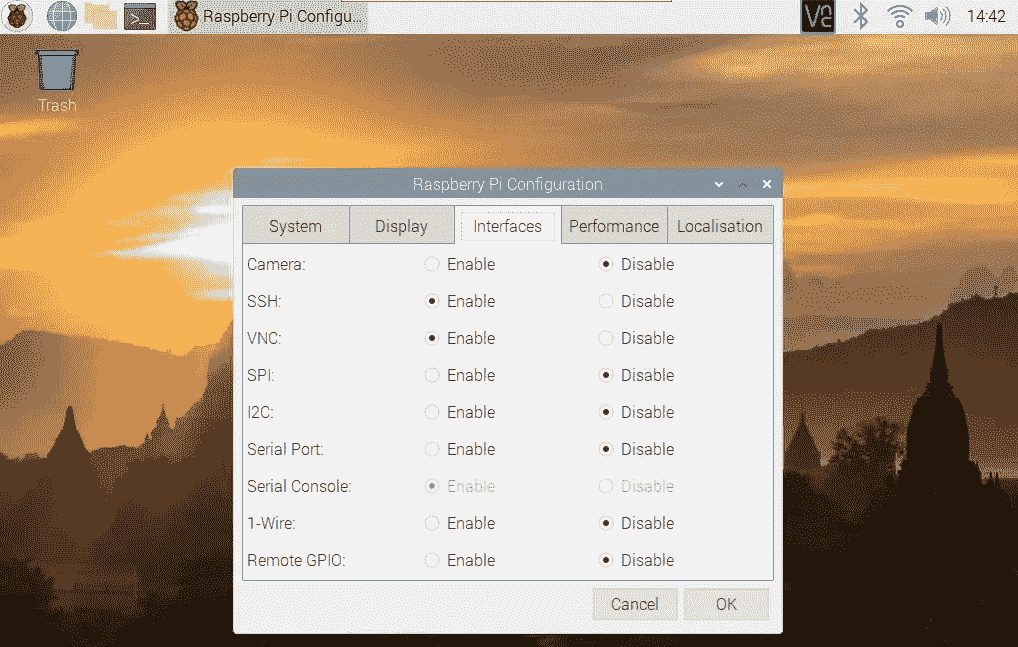 Raspberry Pi Configu... VNC 14:42
Trash
Raspberry Pi Configuration
System Display Interfaces Performance Localisation
Camera: Enable Disable
SSH: Enable Disable
VNC: Enable Disable
SPI: Enable Disable
I2C: Enable Disable
Serial Port: Enable Disable
Serial Console: Enable Disable
1-Wire: Enable Disable
Remote GPIO: Enable Disable
Cancel OK